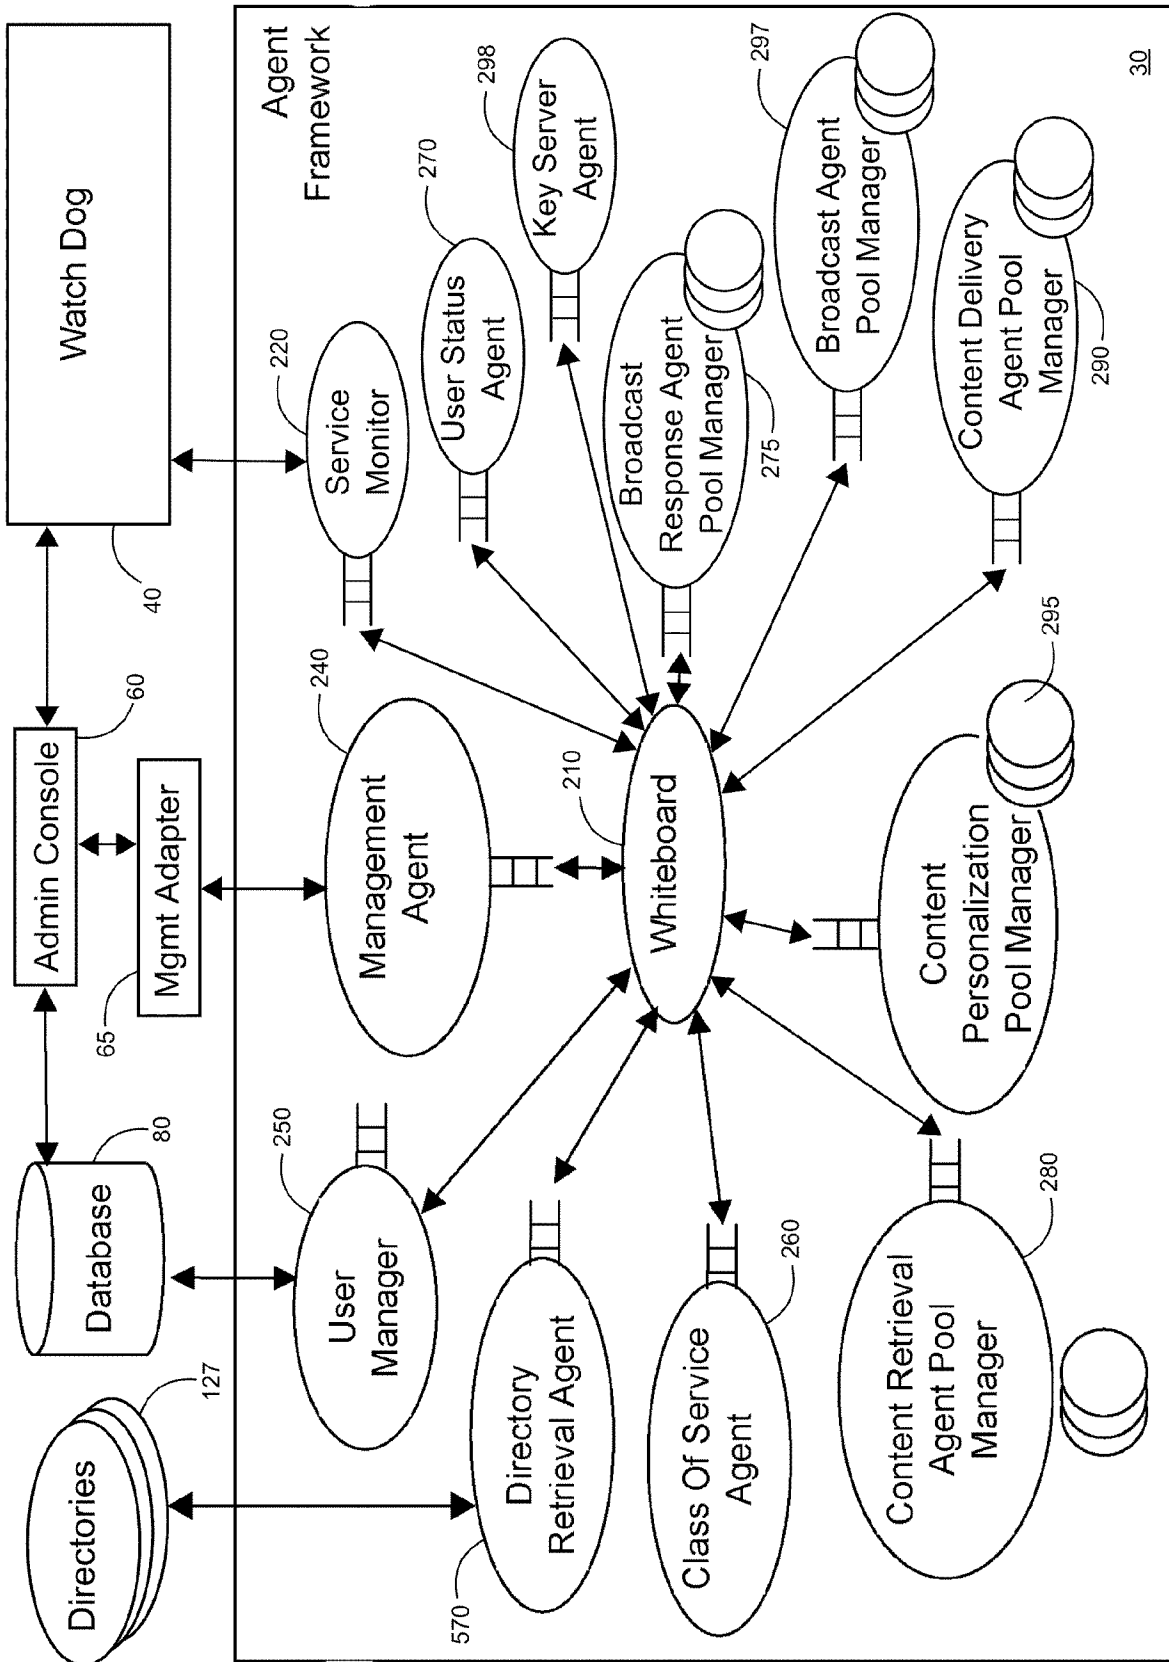 Directories
127
Database
80
Admin Console
60
Mgmt Adapter
65
Watch Dog
40
Agent
Framework
570
Directory
Retrieval Agent
User
Manager
250
Management
Agent
240
Service
Monitor
220
User Status
Agent
270
Key Server
Agent
298
Class Of Service
Agent
260
Whiteboard
210
Broadcast
Response Agent
Pool Manager
275
Broadcast Agent
Pool Manager
297
Content Retrieval
Agent Pool
Manager
280
Content
Personalization
Pool Manager
295
Content Delivery
Agent Pool
Manager
290
30